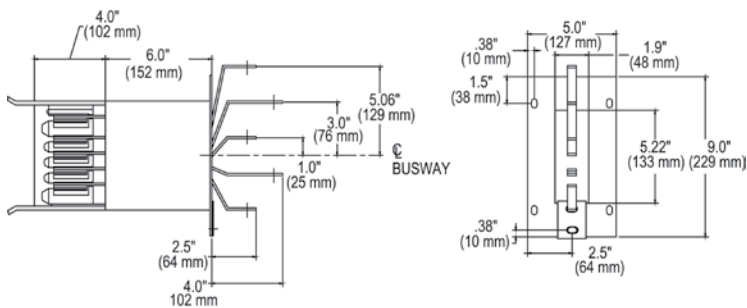 4.0"
(102 mm)
6.0"
(152 mm)
5.06"
(129 mm)
3.0"
(76 mm)
1.0"
(25 mm)
℄
BUSWAY
2.5"
(64 mm)
4.0"
102 mm
5.0"
(127 mm)
.38"
(10 mm)
1.9"
(48 mm)
1.5"
(38 mm)
5.22"
(133 mm)
9.0"
(229 mm)
.38"
(10 mm)
2.5"
(64 mm)